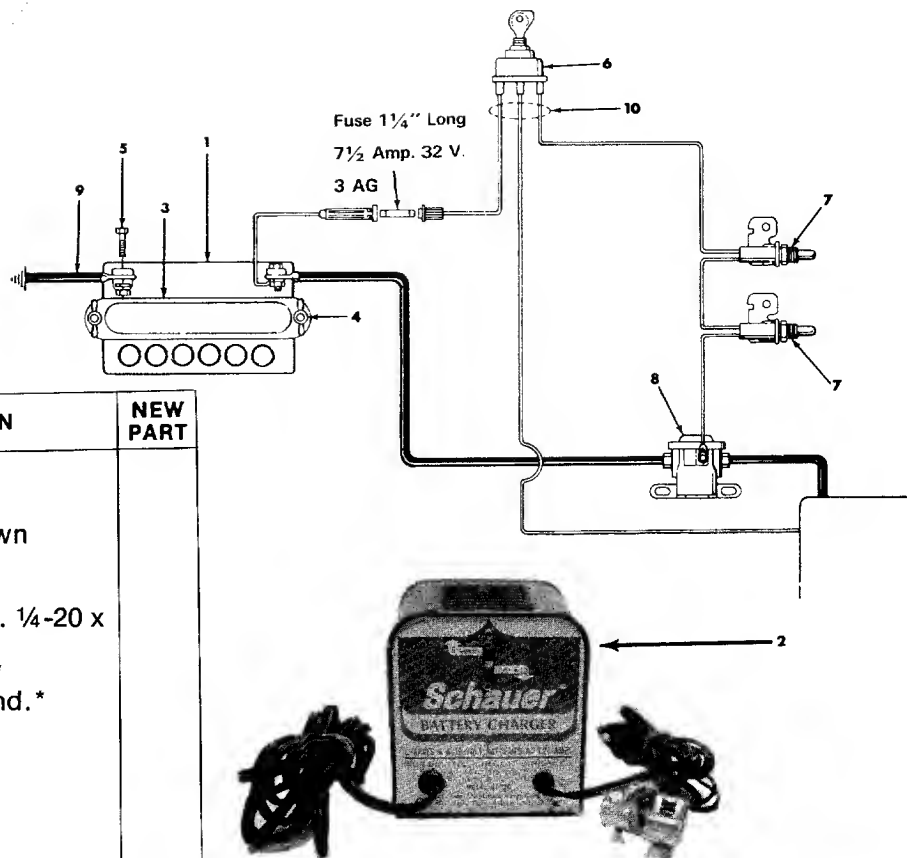 6
10
Fuse 1¼" Long
7½ Amp. 32 V.
3 AG
5
1
9
3
7
4
7
8
N
NEW
PART
wn
. ¼-20 x
nd.*
2
Schauer
BATTERY CHARGER